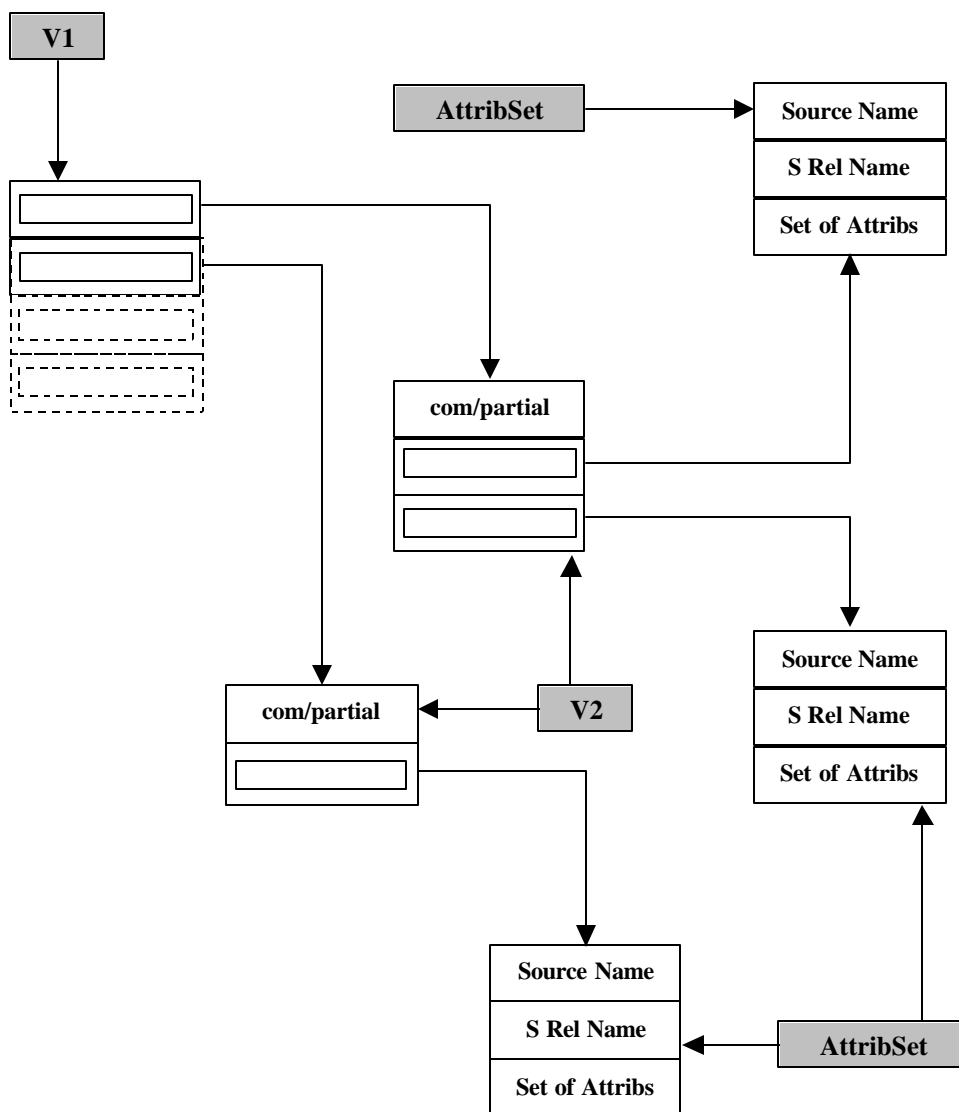 V1
AttribSet
Source Name
S Rel Name
Set of Attribs
com/partial
Source Name
S Rel Name
Set of Attribs
com/partial
V2
Source Name
S Rel Name
Set of Attribs
AttribSet